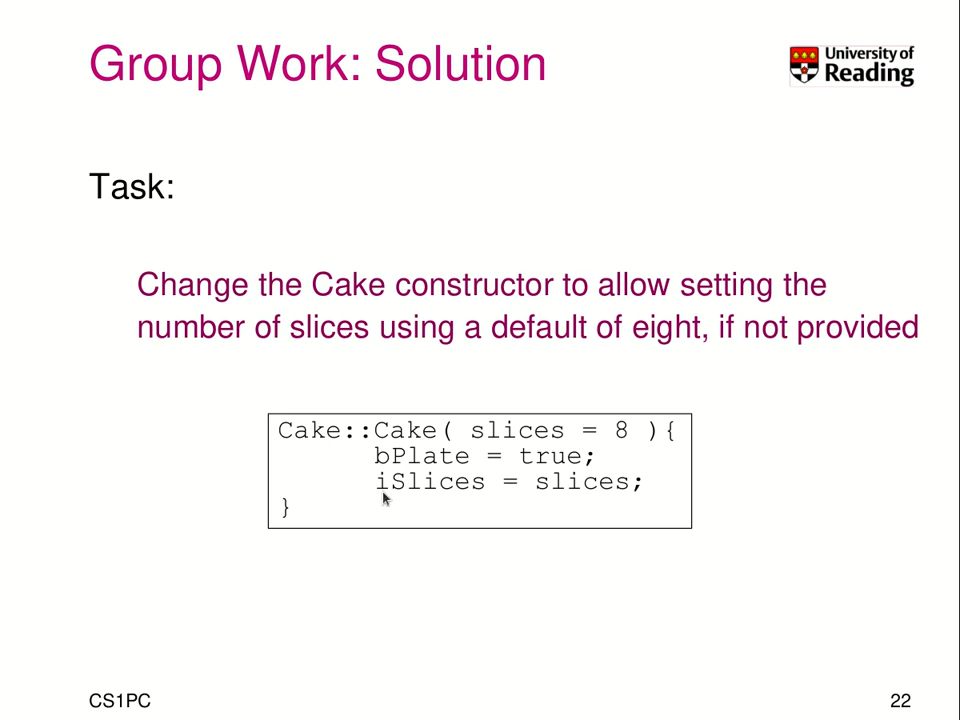 Group Work: Solution
University of
Reading
Task:
Change the Cake constructor to allow setting the
number of slices using a default of eight, if not provided
Cake::Cake( slices = 8 ){
bPlate = true;
iSlices = slices;
}
CS1PC
22